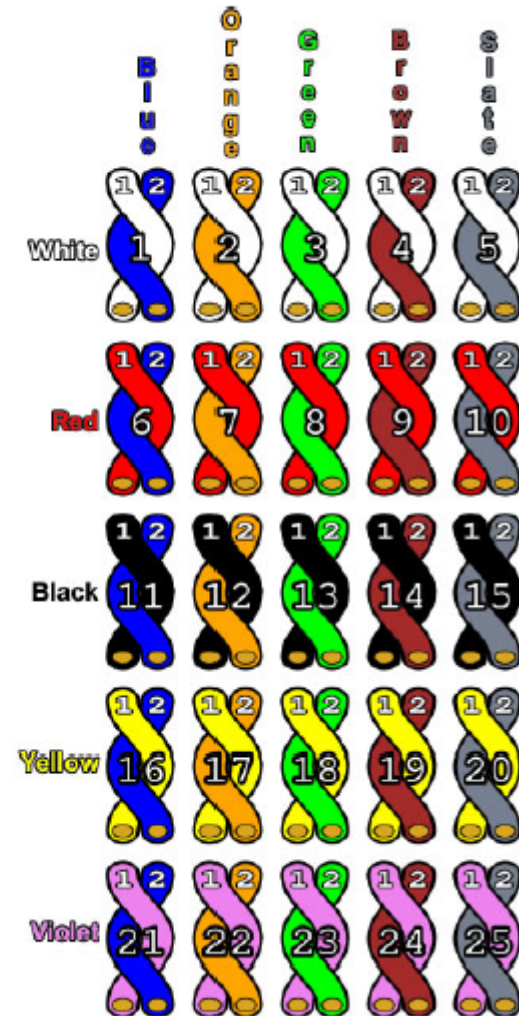 Blue Orange Green Brown Slate
1 2 1 2 1 2 1 2 1 2
White 1 2 3 4 5
1 2 1 2 1 2 1 2 1 2
Red 6 7 8 9 10
1 2 1 2 1 2 1 2 1 2
Black 11 12 13 14 15
1 2 1 2 1 2 1 2 1 2
Yellow 16 17 18 19 20
1 2 1 2 1 2 1 2 1 2
Violet 21 22 23 24 25